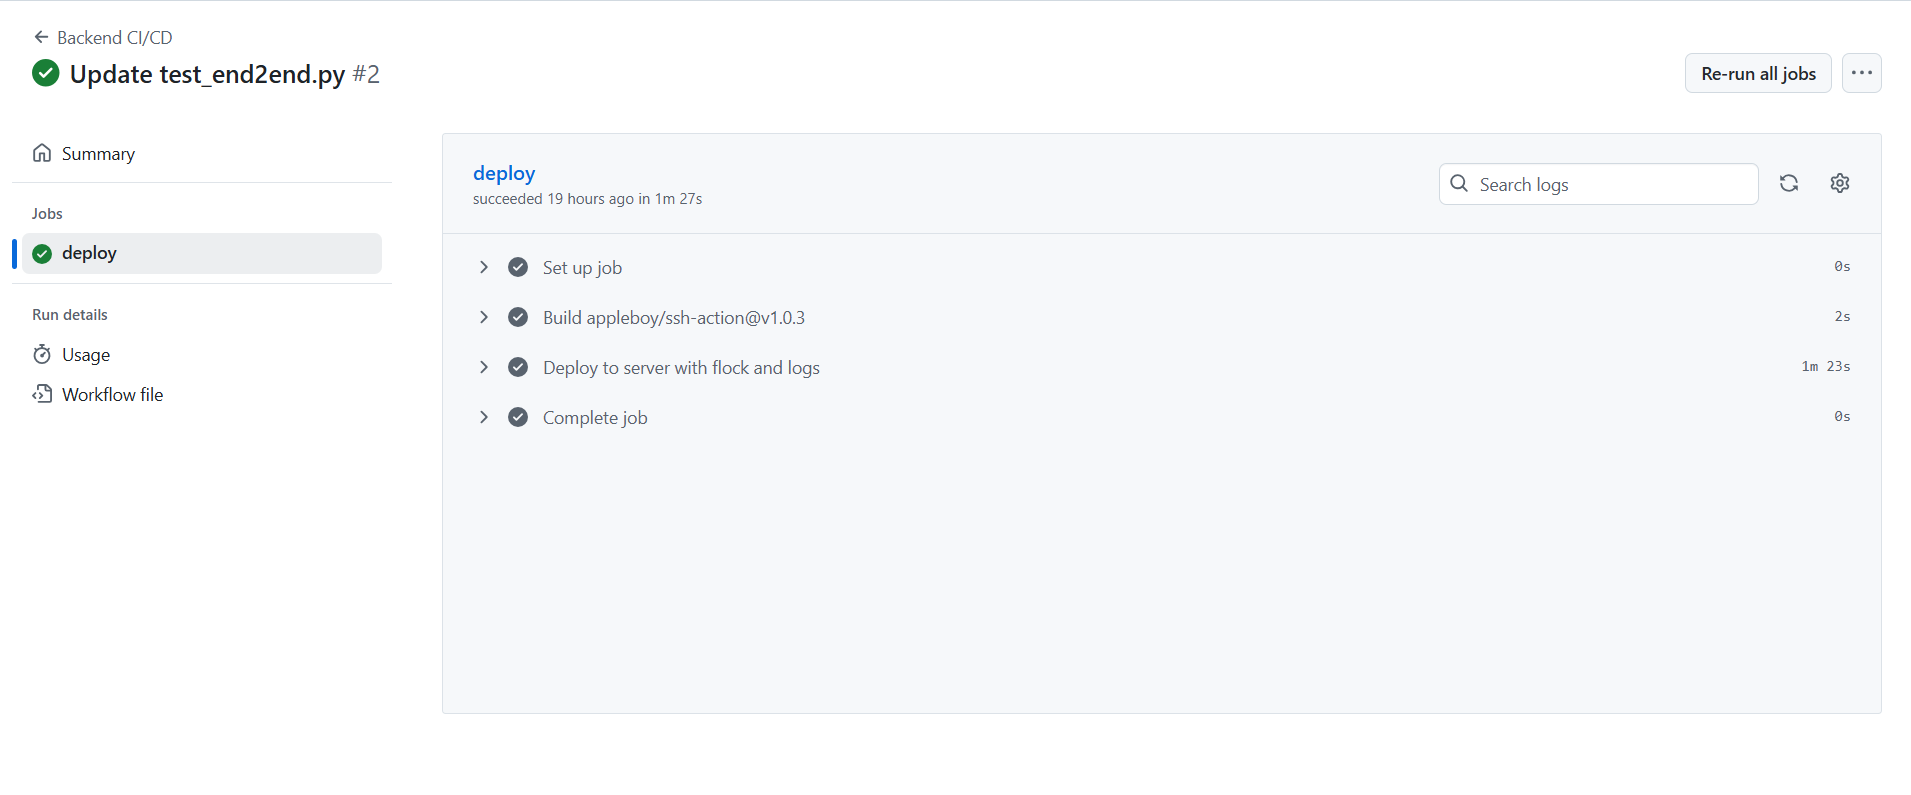 Backend CI/CD
Update test_end2end.py #2
Re-run all jobs
Summary
Jobs
deploy
Run details
Usage
Workflow file
deploy
succeeded 19 hours ago in 1m 27s
Search logs
Set up job 0s
Build appleboy/ssh-action@v1.0.3 2s
Deploy to server with flock and logs 1m 23s
Complete job 0s